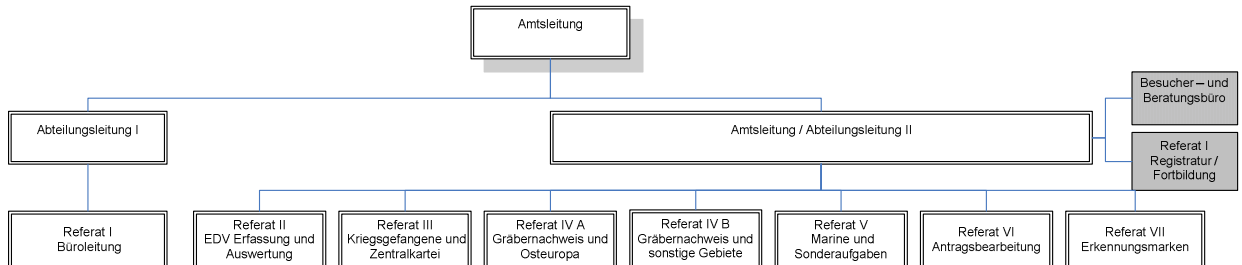 Amtsleitung
Besucher – und
Beratungsbüro
Abteilungsleitung I
Amtsleitung / Abteilungsleitung II
Referat I
Registratur /
Fortbildung
Referat I
Büroleitung
Referat II
EDV Erfassung und
Auswertung
Referat III
Kriegsgefangene und
Zentralkartei
Referat IV A
Gräbernachweis und
Osteuropa
Referat IV B
Gräbernachweis und
sonstige Gebiete
Referat V
Marine und
Sonderaufgaben
Referat VI
Antragsbearbeitung
Referat VII
Erkennungsmarken